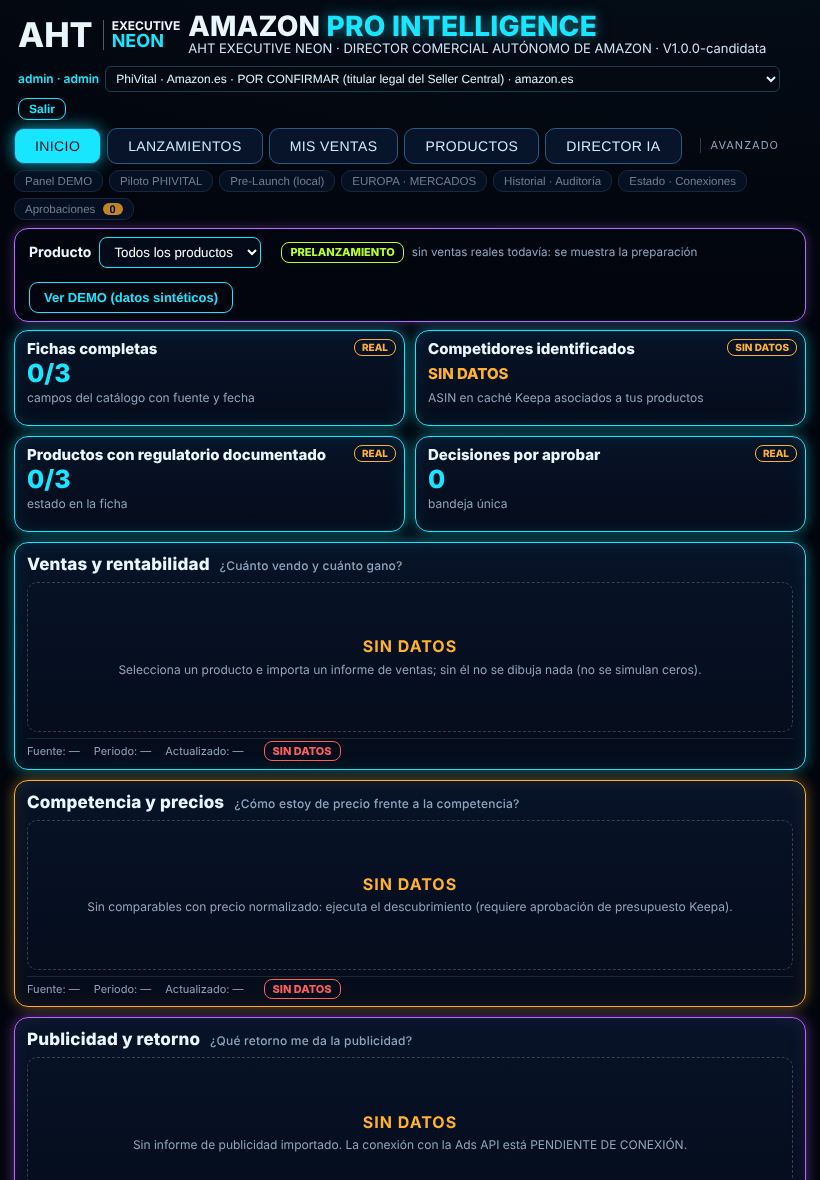 AHT
EXECUTIVE
NEON
AMAZON PRO INTELLIGENCE
AHT EXECUTIVE NEON · DIRECTOR COMERCIAL AUTÓNOMO DE AMAZON · V1.0.0-candidata
admin · admin
PhiVital · Amazon.es · POR CONFIRMAR (titular legal del Seller Central) · amazon.es
Salir
INICIO
LANZAMIENTOS
MIS VENTAS
PRODUCTOS
DIRECTOR IA
AVANZADO
Panel DEMO
Piloto PHIVITAL
Pre-Launch (local)
EUROPA · MERCADOS
Historial · Auditoría
Estado · Conexiones
Aprobaciones 0
Producto
Todos los productos
PRELANZAMIENTO
sin ventas reales todavía: se muestra la preparación
Ver DEMO (datos sintéticos)
Fichas completas
REAL
0/3
campos del catálogo con fuente y fecha
Competidores identificados
SIN DATOS
SIN DATOS
ASIN en caché Keepa asociados a tus productos
Productos con regulatorio documentado
REAL
0/3
estado en la ficha
Decisiones por aprobar
REAL
0
bandeja única
Ventas y rentabilidad ¿Cuánto vendo y cuánto gano?
SIN DATOS
Selecciona un producto e importa un informe de ventas; sin él no se dibuja nada (no se simulan ceros).
Fuente: — Periodo: — Actualizado: — SIN DATOS
Competencia y precios ¿Cómo estoy de precio frente a la competencia?
SIN DATOS
Sin comparables con precio normalizado: ejecuta el descubrimiento (requiere aprobación de presupuesto Keepa).
Fuente: — Periodo: — Actualizado: — SIN DATOS
Publicidad y retorno ¿Qué retorno me da la publicidad?
SIN DATOS
Sin informe de publicidad importado. La conexión con la Ads API está PENDIENTE DE CONEXIÓN.